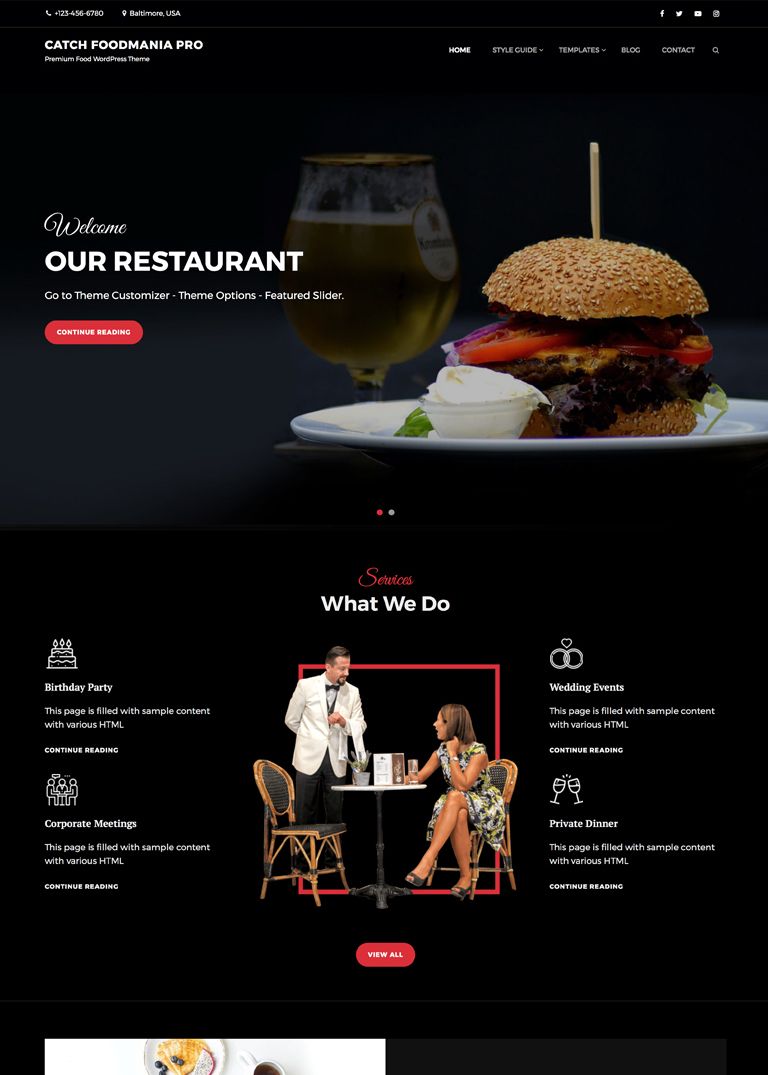 +123-456-6780
Baltimore, USA
CATCH FOODMANIA PRO
Premium Food WordPress Theme
HOME
STYLE GUIDE
TEMPLATES
BLOG
CONTACT
Welcome
OUR RESTAURANT
Go to Theme Customizer - Theme Options - Featured Slider.
CONTINUE READING
Services
What We Do
Birthday Party
This page is filled with sample content
with various HTML
CONTINUE READING
Wedding Events
This page is filled with sample content
with various HTML
CONTINUE READING
Corporate Meetings
This page is filled with sample content
with various HTML
CONTINUE READING
Private Dinner
This page is filled with sample content
with various HTML
CONTINUE READING
VIEW ALL